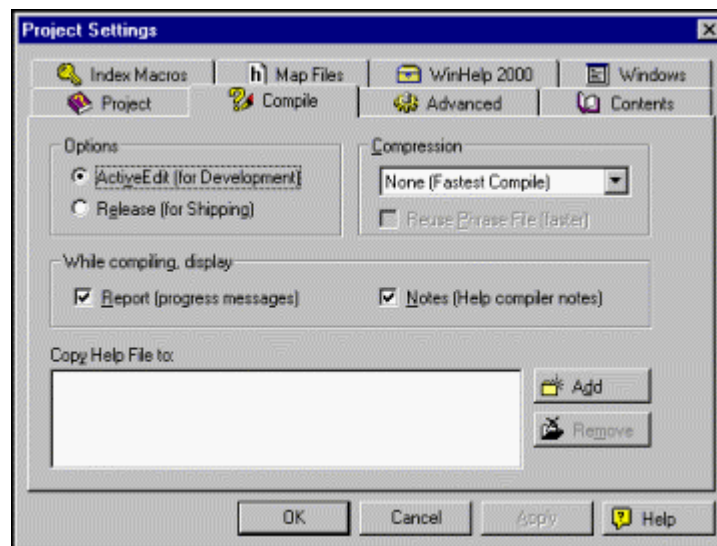 Project Settings
Index Macros
Map Files
WinHelp 2000
Windows
Project
Compile
Advanced
Contents
Options
Compression
ActiveEdit (for Development)
None (Fastest Compile)
Release (for Shipping)
Reuse Phrase File (faster)
While compiling, display
Report (progress messages)
Notes (Help compiler notes)
Copy Help File to:
Add
Remove
OK
Cancel
Apply
Help